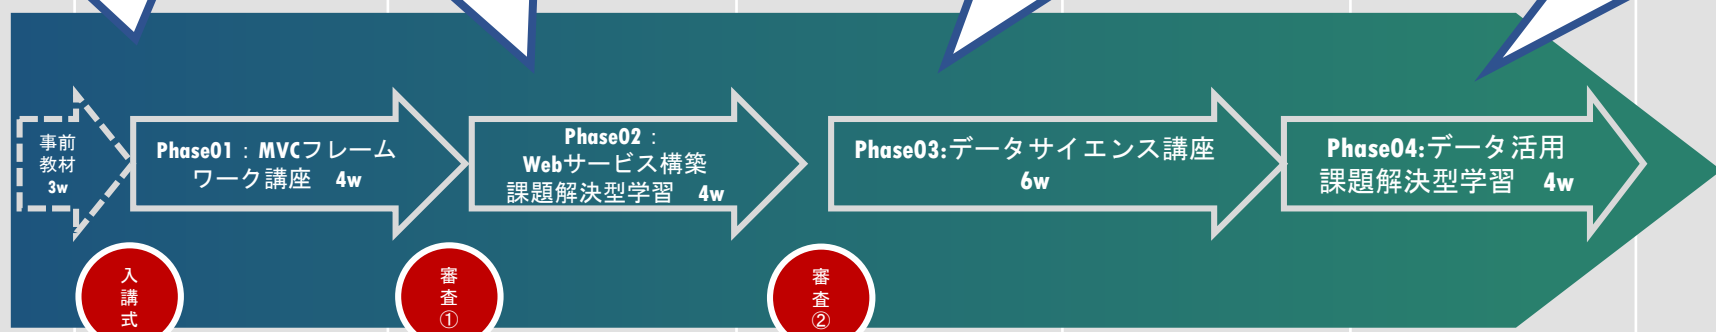 事前
教材
3w
Phase01：MVCフレーム
ワーク講座　4w
Phase02：
Webサービス構築
課題解決型学習　4w
Phase03:データサイエンス講座
6w
Phase04:データ活用
課題解決型学習　4w
入講式
審査①
審査②